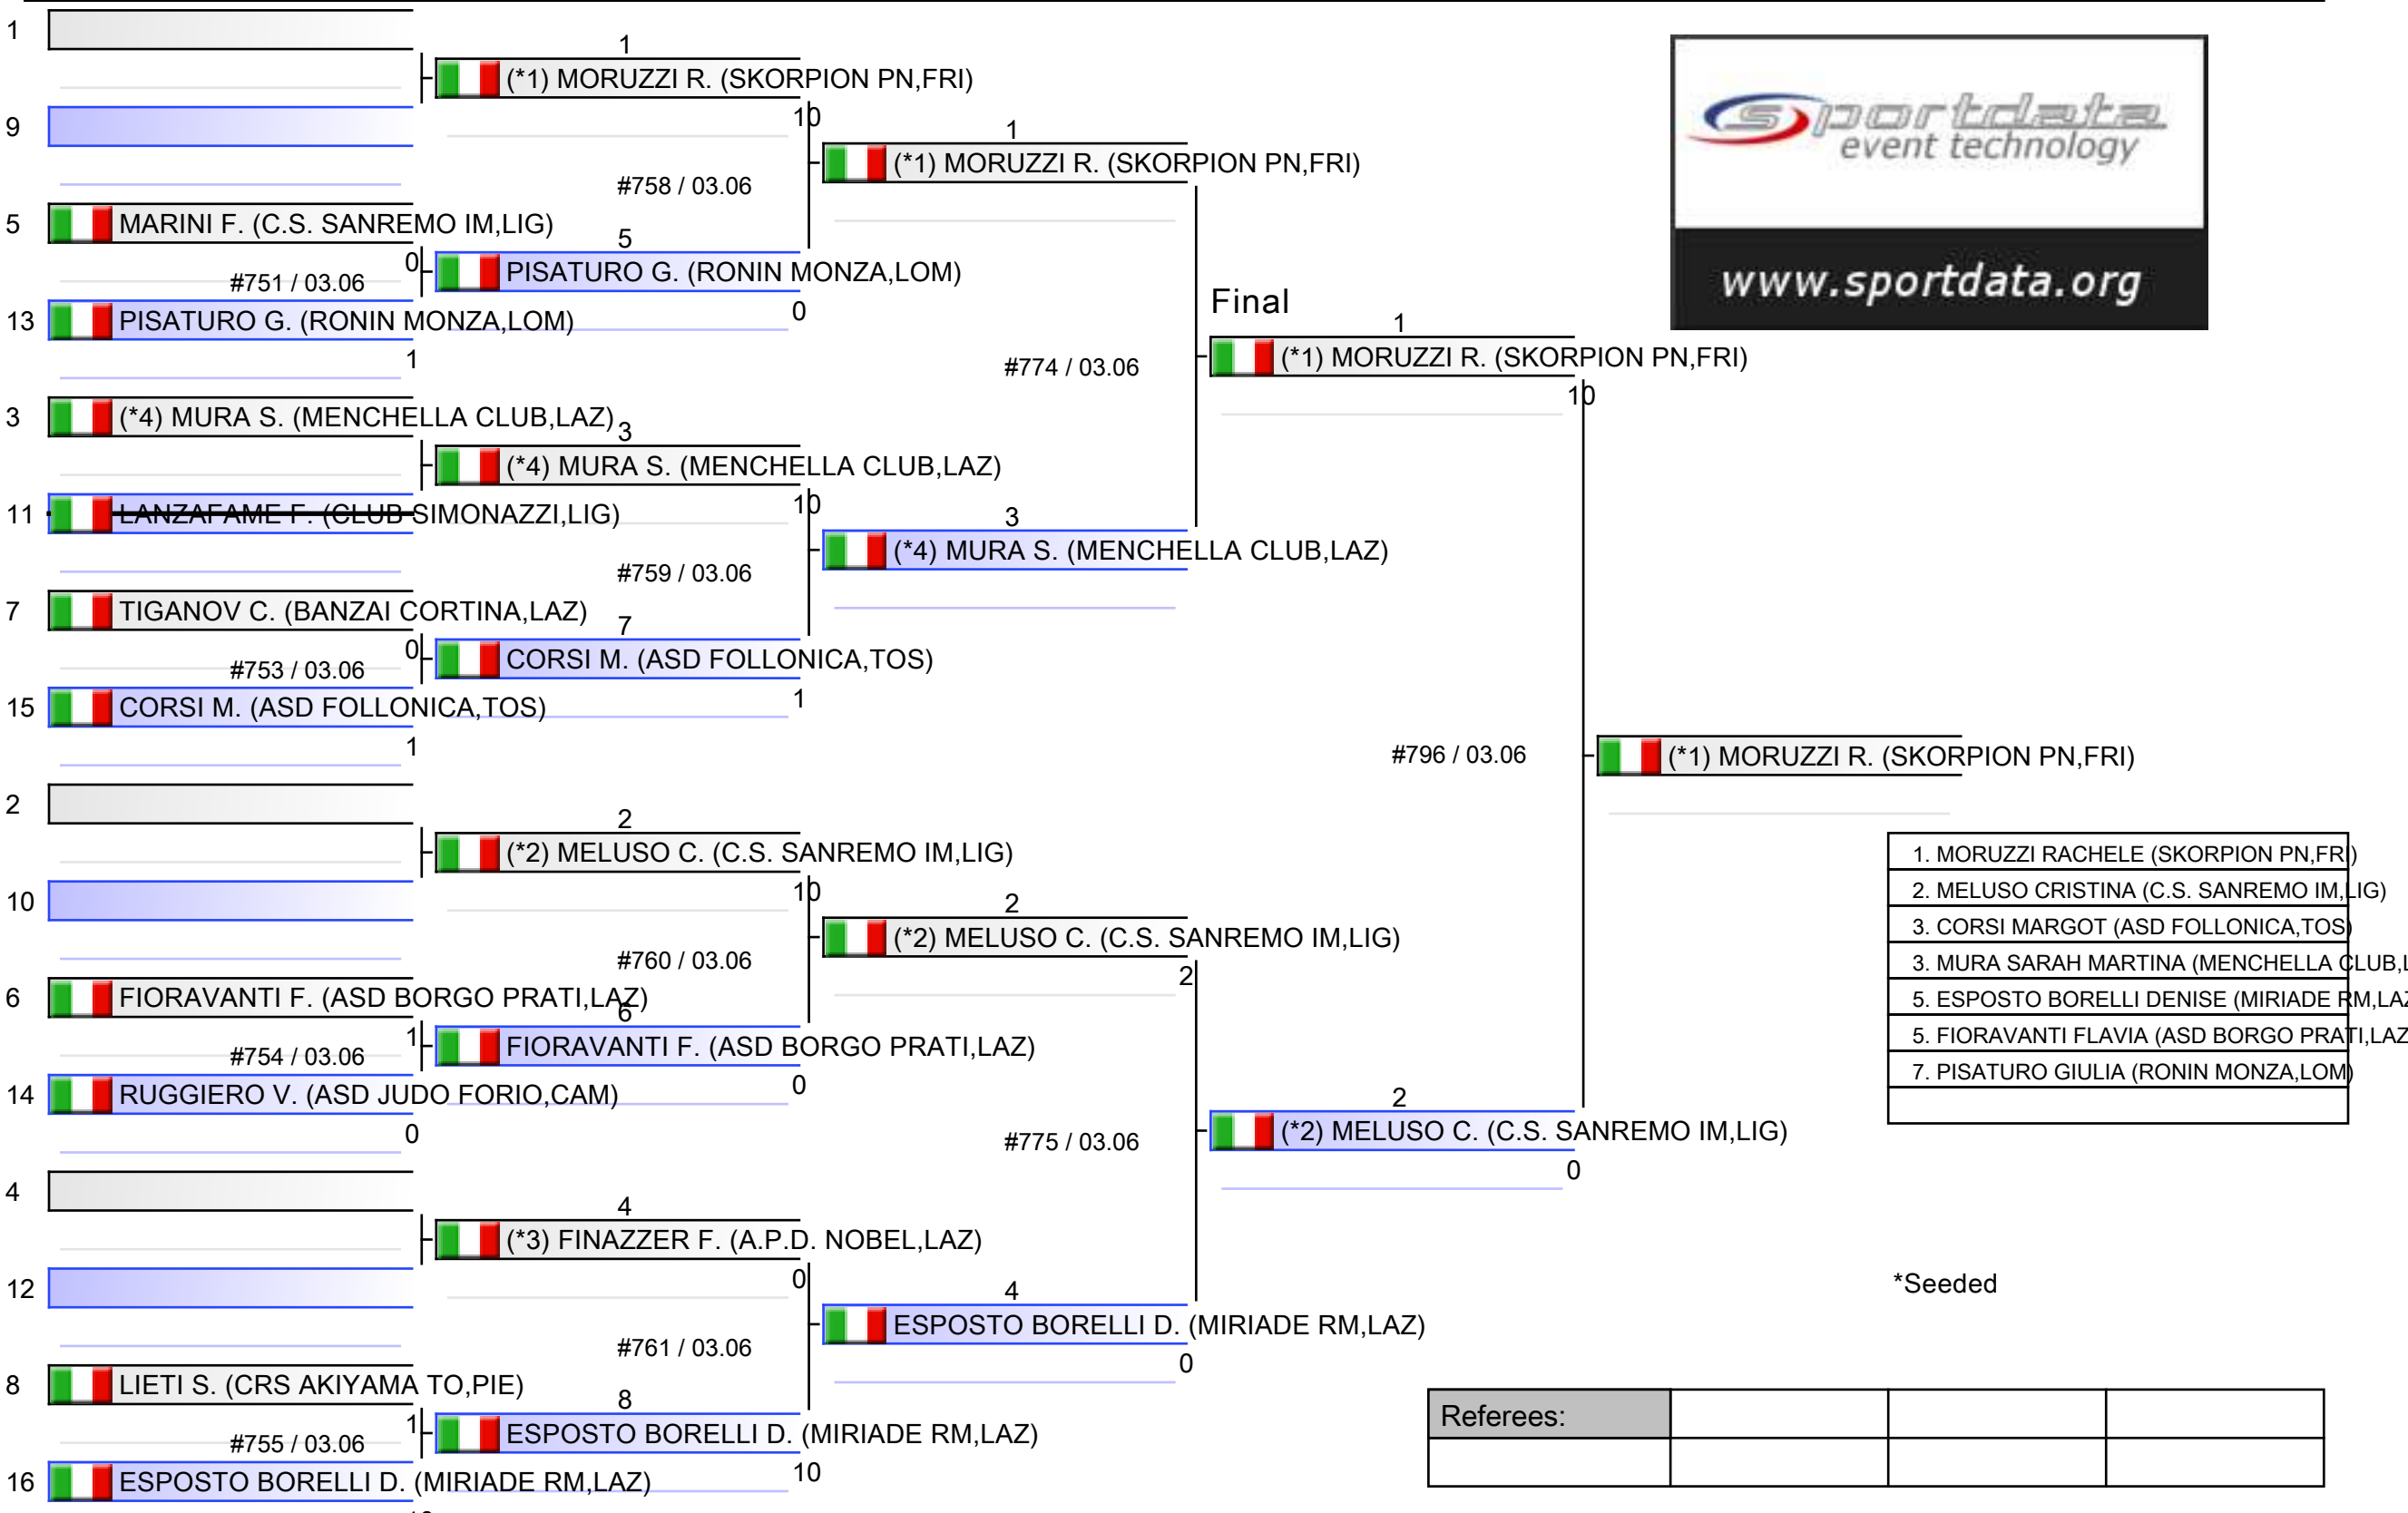 1
1
(*1) MORUZZI R. (SKORPION PN,FRI)
9
10
1
(*1) MORUZZI R. (SKORPION PN,FRI)
#758 / 03.06
5
MARINI F. (C.S. SANREMO IM,LIG)
5
#751 / 03.06
0
PISATURO G. (RONIN MONZA,LOM)
0
13
PISATURO G. (RONIN MONZA,LOM)
1
Final
1
(*1) MORUZZI R. (SKORPION PN,FRI)
10
#774 / 03.06
3
(*4) MURA S. (MENCHELLA CLUB,LAZ)
3
(*4) MURA S. (MENCHELLA CLUB,LAZ)
10
11
LANZAFAME F. (CLUB SIMONAZZI,LIG)
3
(*4) MURA S. (MENCHELLA CLUB,LAZ)
#759 / 03.06
7
TIGANOV C. (BANZAI CORTINA,LAZ)
7
#753 / 03.06
0
CORSI M. (ASD FOLLONICA,TOS)
1
15
CORSI M. (ASD FOLLONICA,TOS)
1
#796 / 03.06
(*1) MORUZZI R. (SKORPION PN,FRI)
2
2
(*2) MELUSO C. (C.S. SANREMO IM,LIG)
10
10
2
(*2) MELUSO C. (C.S. SANREMO IM,LIG)
2
#760 / 03.06
6
FIORAVANTI F. (ASD BORGO PRATI,LAZ)
6
#754 / 03.06
1
FIORAVANTI F. (ASD BORGO PRATI,LAZ)
0
14
RUGGIERO V. (ASD JUDO FORIO,CAM)
0
#775 / 03.06
2
(*2) MELUSO C. (C.S. SANREMO IM,LIG)
0
4
4
(*3) FINAZZER F. (A.P.D. NOBEL,LAZ)
0
12
4
ESPOSTO BORELLI D. (MIRIADE RM,LAZ)
0
#761 / 03.06
8
LIETI S. (CRS AKIYAMA TO,PIE)
8
#755 / 03.06
1
ESPOSTO BORELLI D. (MIRIADE RM,LAZ)
10
16
ESPOSTO BORELLI D. (MIRIADE RM,LAZ)
sportdata
event technology
www.sportdata.org
1. MORUZZI RACHELE (SKORPION PN,FRI)
2. MELUSO CRISTINA (C.S. SANREMO IM,LIG)
3. CORSI MARGOT (ASD FOLLONICA,TOS)
3. MURA SARAH MARTINA (MENCHELLA CLUB,L
5. ESPOSTO BORELLI DENISE (MIRIADE RM,LAZ
5. FIORAVANTI FLAVIA (ASD BORGO PRATI,LAZ
7. PISATURO GIULIA (RONIN MONZA,LOM)
*Seeded
Referees: